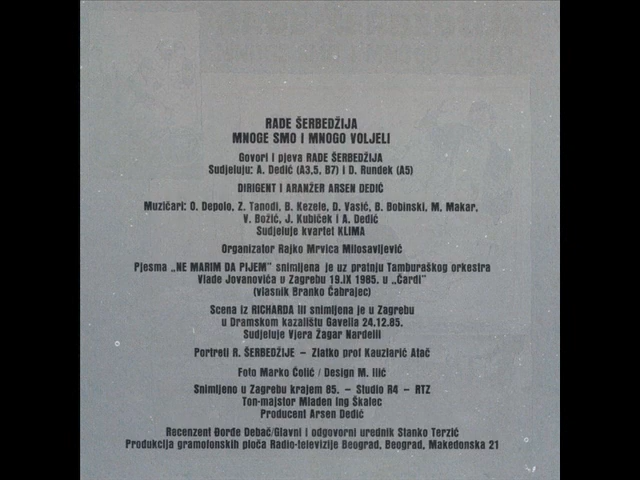 RADE ŠERBEDŽIJA
MNOGE SMO I MNOGO VOLJELI
Govori i pjeva RADE ŠERBEDŽIJA
Sudjeluju: A. Dedić (A3,5, B7) i D. Rundek (A5)
DIRIGENT I ARANŽER ARSEN DEDIĆ
Muzičari: O. Depolo, Z. Tanodi, B. Kezele, D. Vasić, B. Bobinski, M. Makar,
V. Božić, J. Kubiček i A. Dedić
Sudjeluje kvartet KLIMA
Organizator Rajko Mrvica Milosavljević
Pjesma „NE MARIM DA PIJEM" snimljena je uz pratnju Tamburaškog orkestra
Vlade Jovanovića u Zagrebu 19.IX 1985. u „Čardi"
(vlasnik Branko Čabrajec)
Scena iz RICHARDA III snimljena je u Zagrebu
u Dramskom kazalištu Gavella 24.12.85.
Sudjeluje Vjera Žagar Nardelli
Portreti R. ŠERBEDŽIJE – Zlatko prof Kauzlarić Atač
Foto Marko Čolić / Design M. Ilić
Snimljeno u Zagrebu krajem 85. – Studio R4 – RTZ
Ton-majstor Mladen ing Škalec
Producent Arsen Dedić
Recenzent Đorđe Debač/Glavni i odgovorni urednik Stanko Terzić
Produkcija gramofonskih ploča Radio-televizije Beograd, Beograd, Makedonska 21